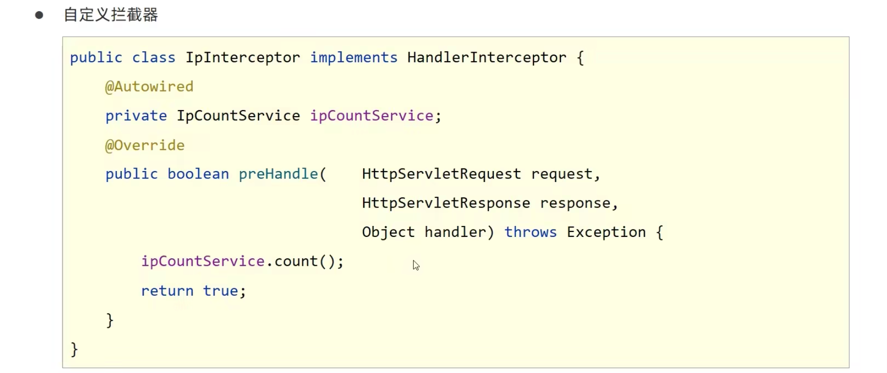 ● 自定义拦截器
public class IpInterceptor implements HandlerInterceptor {
    @Autowired
    private IpCountService ipCountService;
    @Override
    public boolean preHandle(    HttpServletRequest request,
                                 HttpServletResponse response,
                                 Object handler) throws Exception {
        ipCountService.count();
        return true;
    }
}